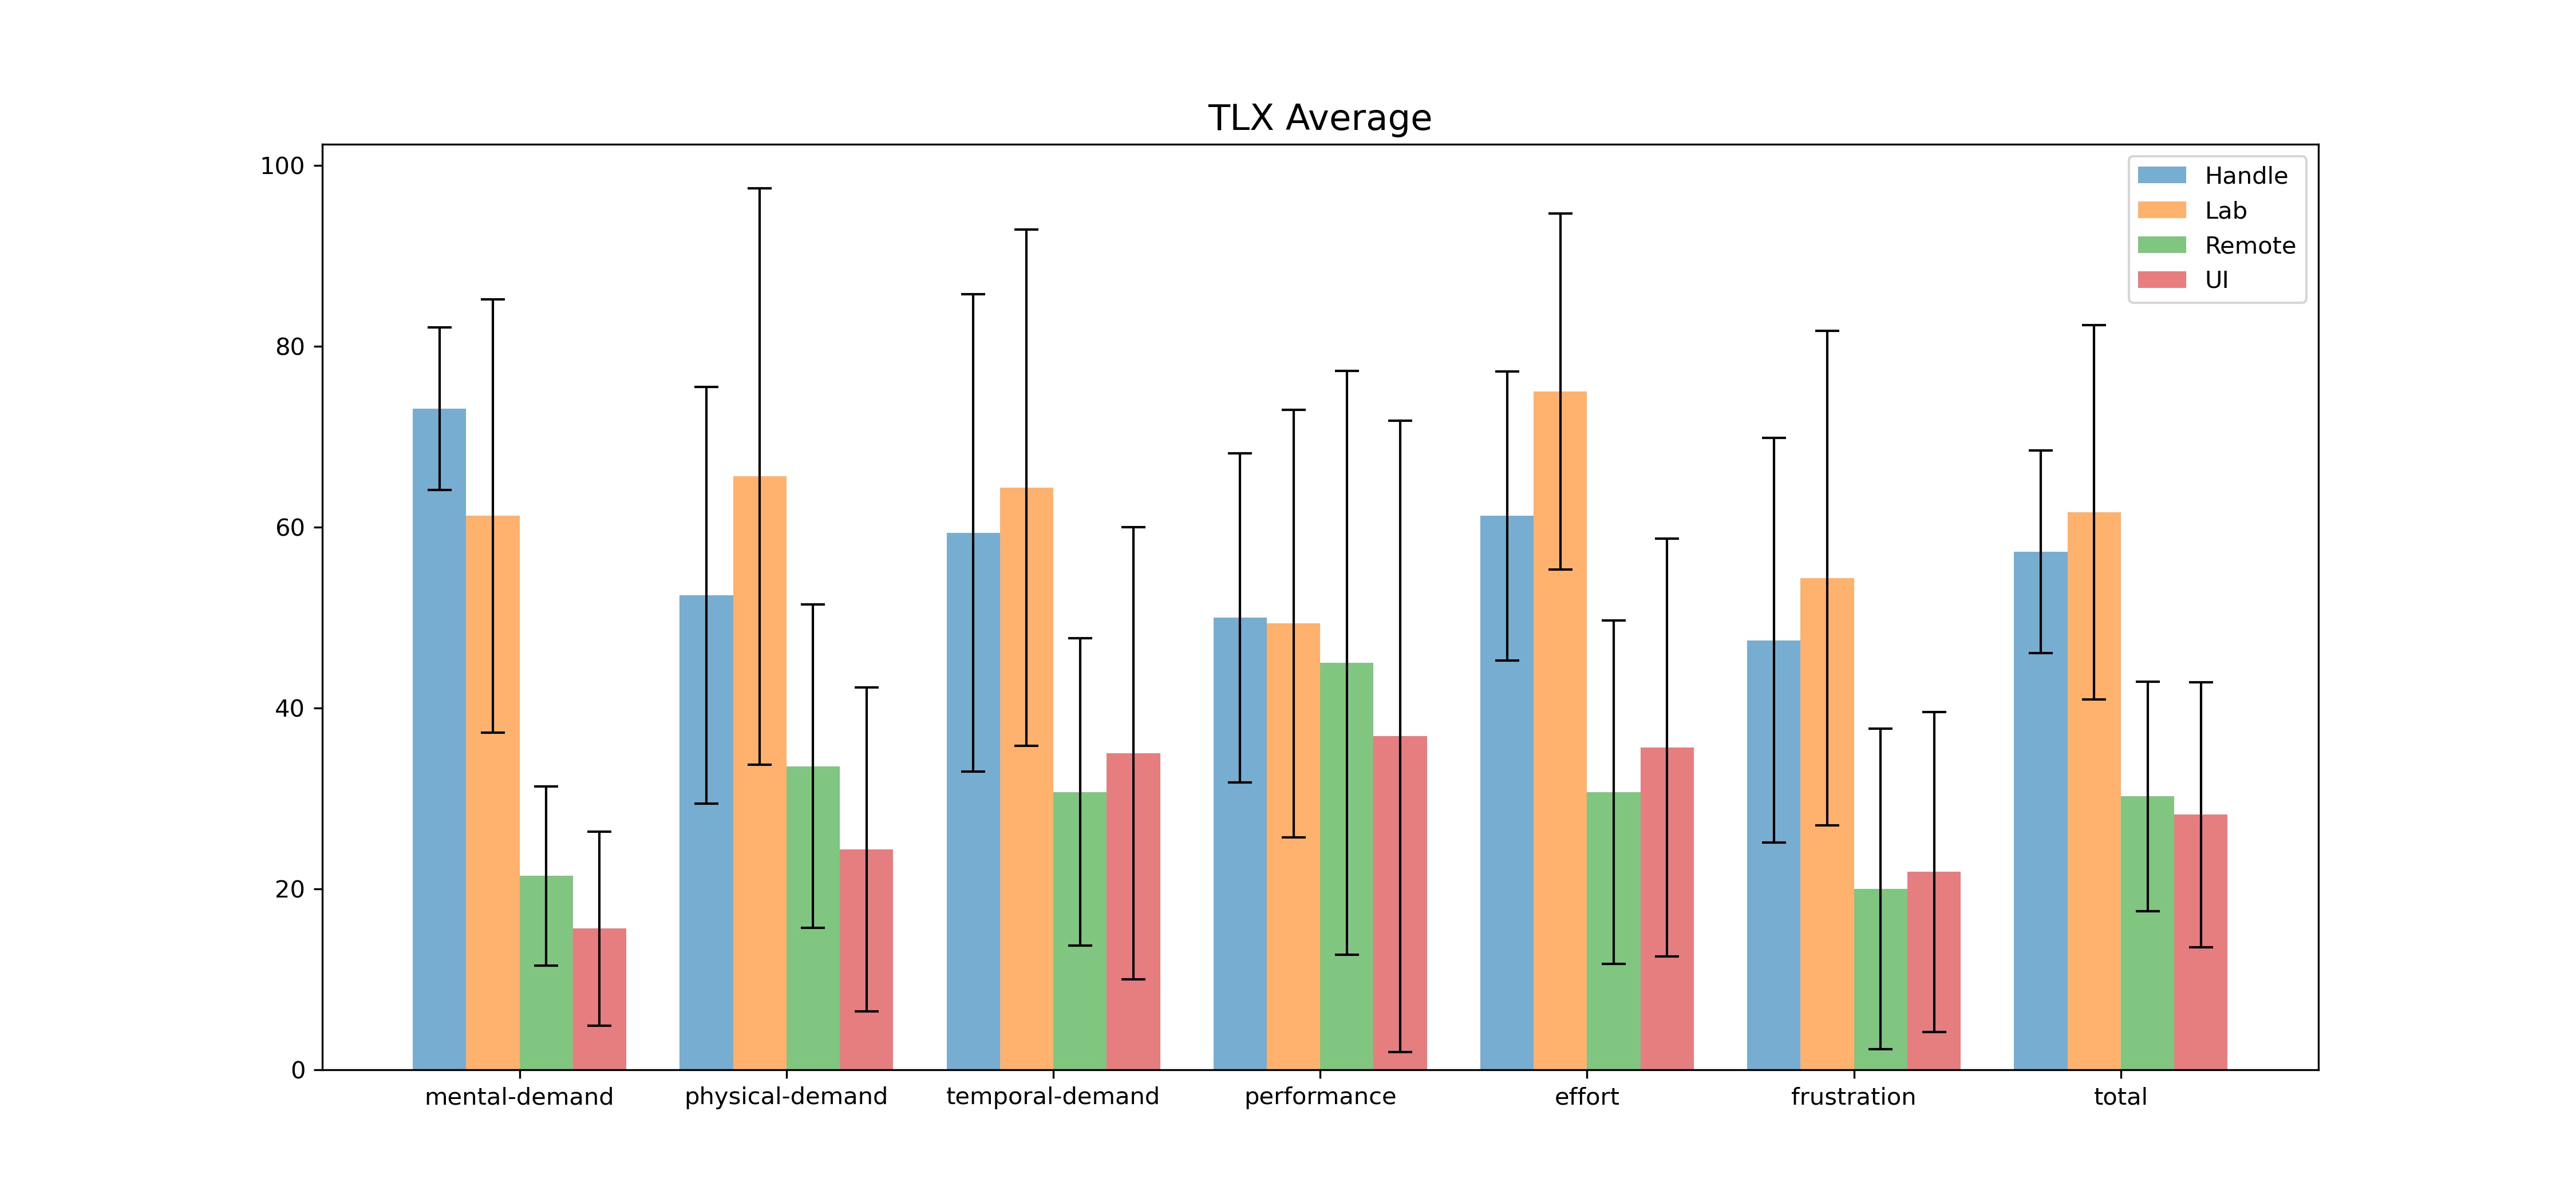 TLX Average
100
80
60
40
20
0
Handle
Lab
Remote
UI
mental-demand
physical-demand
temporal-demand
performance
effort
frustration
total